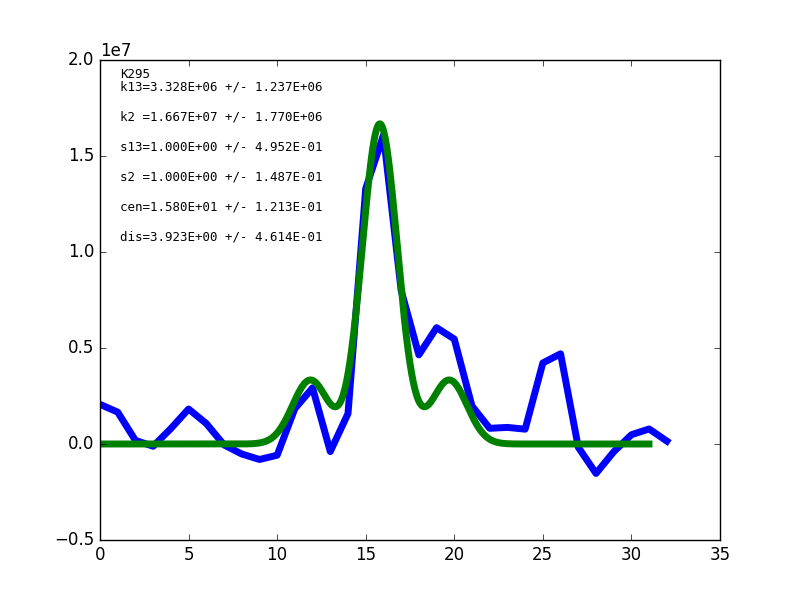 1e7
2.0
K295
k13=3.328E+06 +/- 1.237E+06
k2 =1.667E+07 +/- 1.770E+06
1.5
s13=1.000E+00 +/- 4.952E-01
s2 =1.000E+00 +/- 1.487E-01
cen=1.580E+01 +/- 1.213E-01
dis=3.923E+00 +/- 4.614E-01
1.0
0.5
0.0
−0.5
0 5 10 15 20 25 30 35